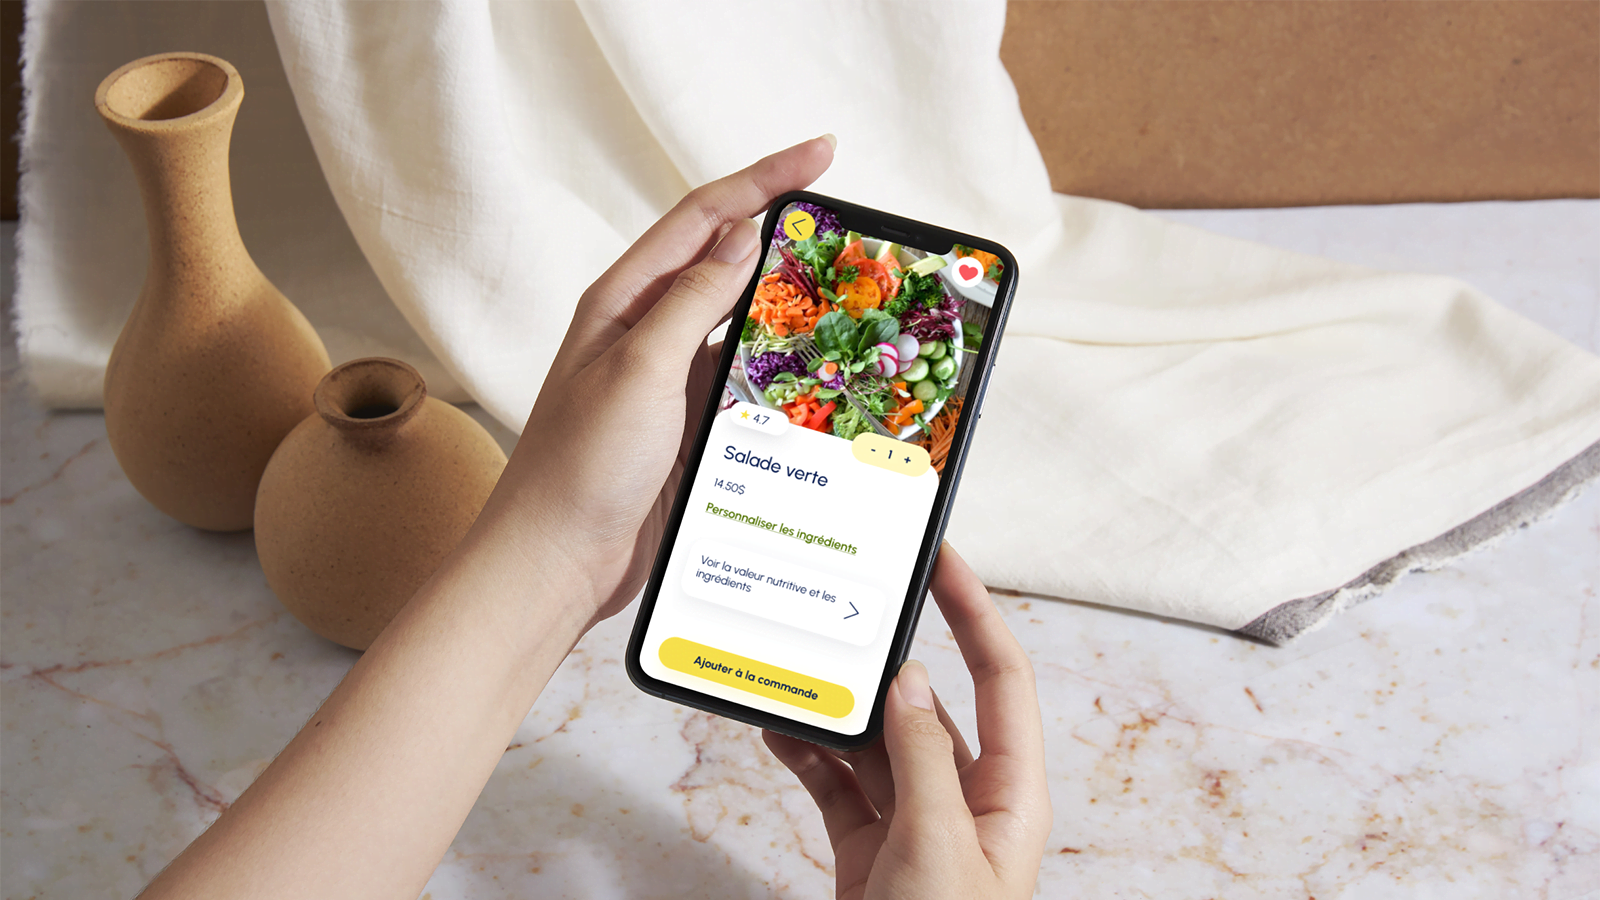 4.7
- 1 +
Salade verte
14.50$
Personnaliser les ingrédients
Voir la valeur nutritive et les
ingrédients
Ajouter à la commande